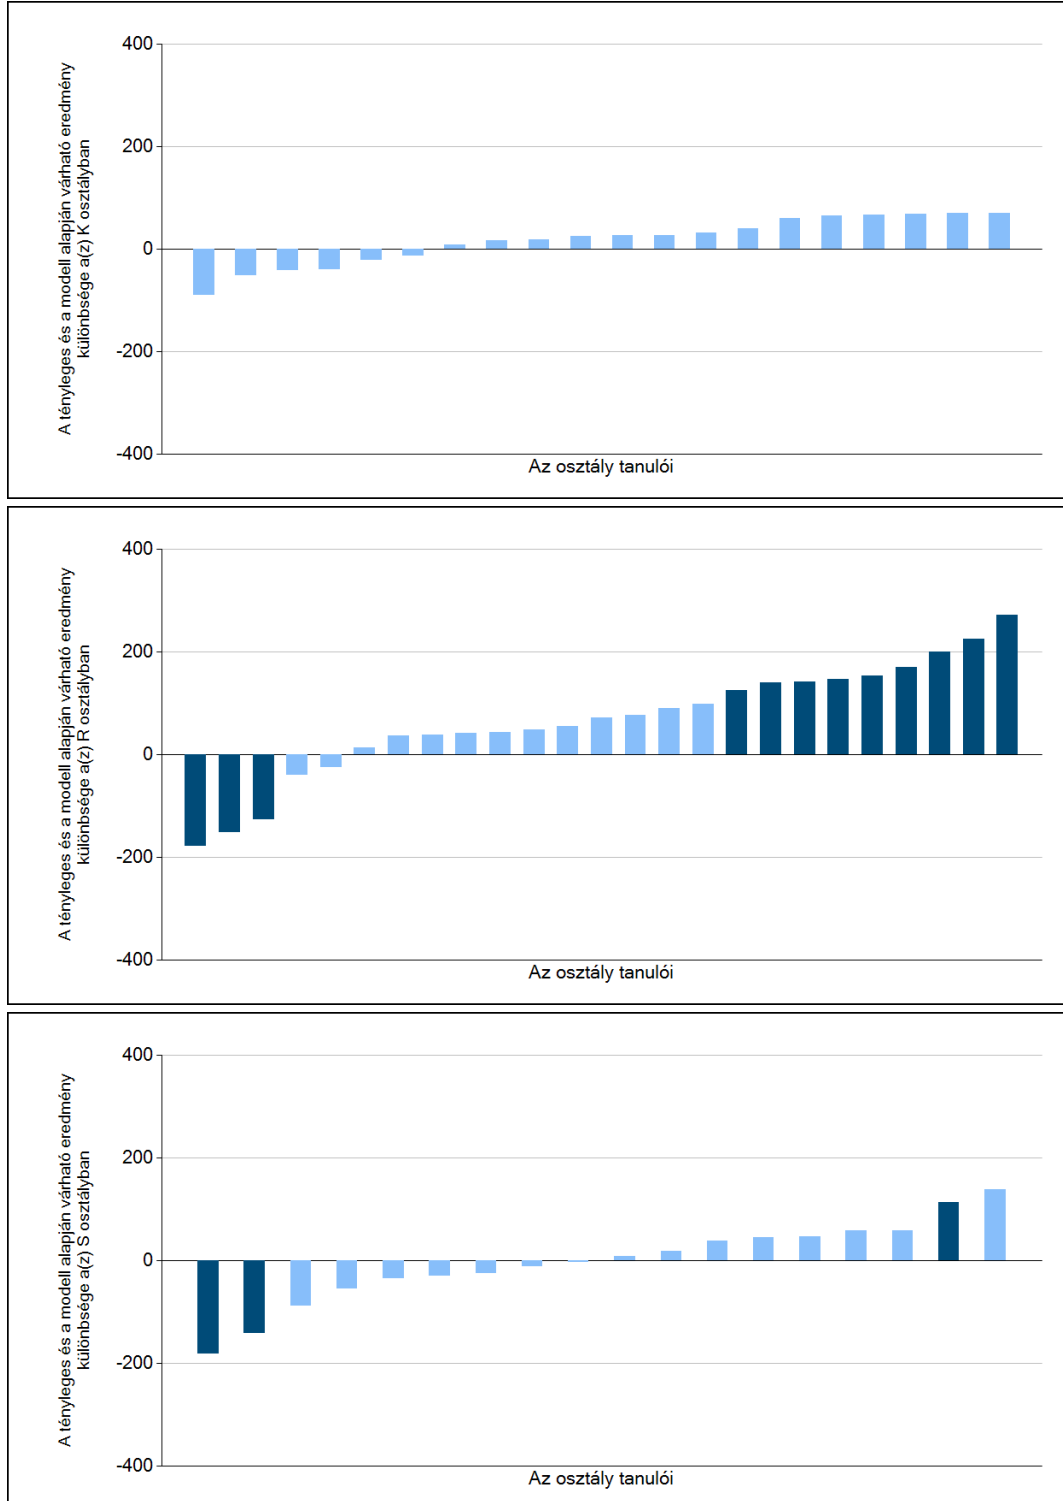 A tényleges és a modell alapján várható eredmény
különbsége a(z) K osztályban
400
200
0
-200
-400
Az osztály tanulói
A tényleges és a modell alapján várható eredmény
különbsége a(z) R osztályban
400
200
0
-200
-400
Az osztály tanulói
A tényleges és a modell alapján várható eredmény
különbsége a(z) S osztályban
400
200
0
-200
-400
Az osztály tanulói